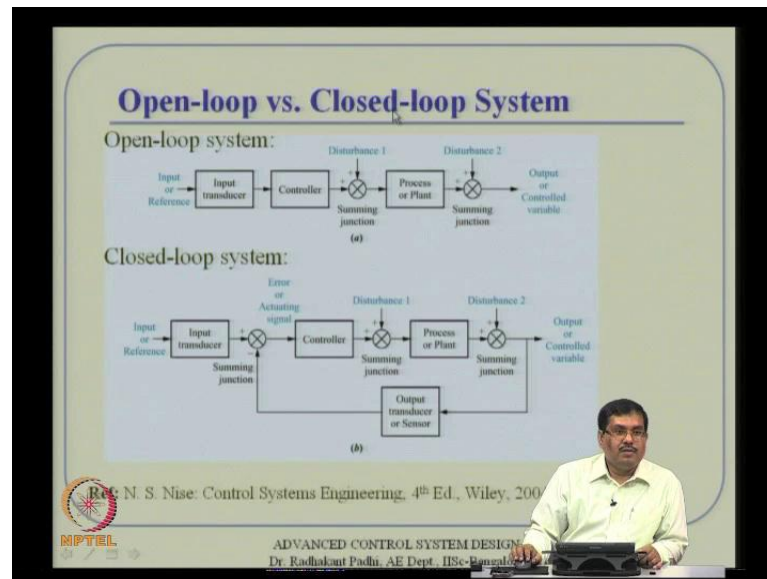 Open-loop vs. Closed-loop System
Open-loop system:
Disturbance 1
Disturbance 2
Input
or
Reference
Input
transducer
Controller
+
+
Process
or Plant
+
+
Output
or
Controlled
variable
Summing
junction
Summing
junction
(a)
Closed-loop system:
Error
or
Actuating
signal
Disturbance 1
Disturbance 2
Input
or
Reference
Input
transducer
+
−
Controller
+
+
Process
or Plant
+
+
Output
or
Controlled
variable
Summing
junction
Summing
junction
Summing
junction
Output
transducer
or Sensor
(b)
Ref: N. S. Nise: Control Systems Engineering, 4th Ed., Wiley, 200
NPTEL
ADVANCED CONTROL SYSTEM DESIGN
Dr. Radhakant Padhi, AE Dept., IISc-Bangalo